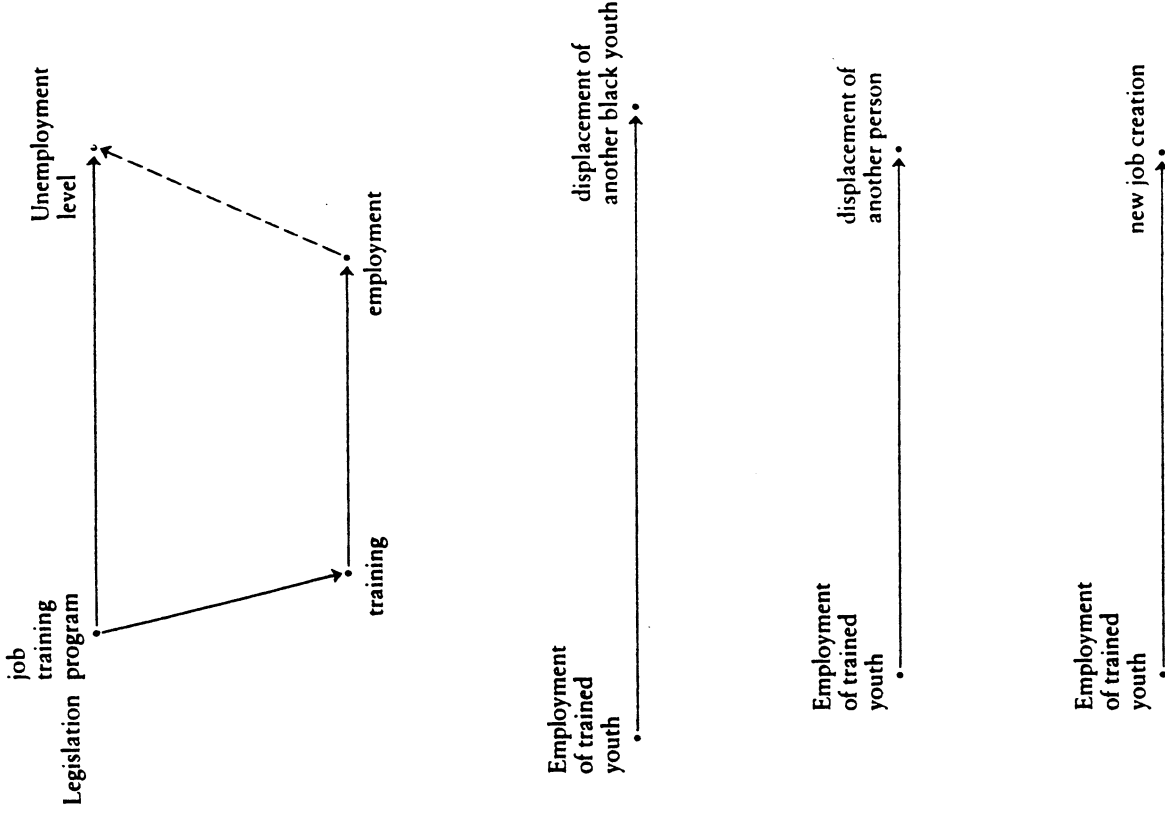 job
training
Legislation program
Unemployment
level
training
employment
Employment
of trained
youth
displacement of
another black youth
Employment
of trained
youth
displacement of
another person
Employment
of trained
youth
new job creation